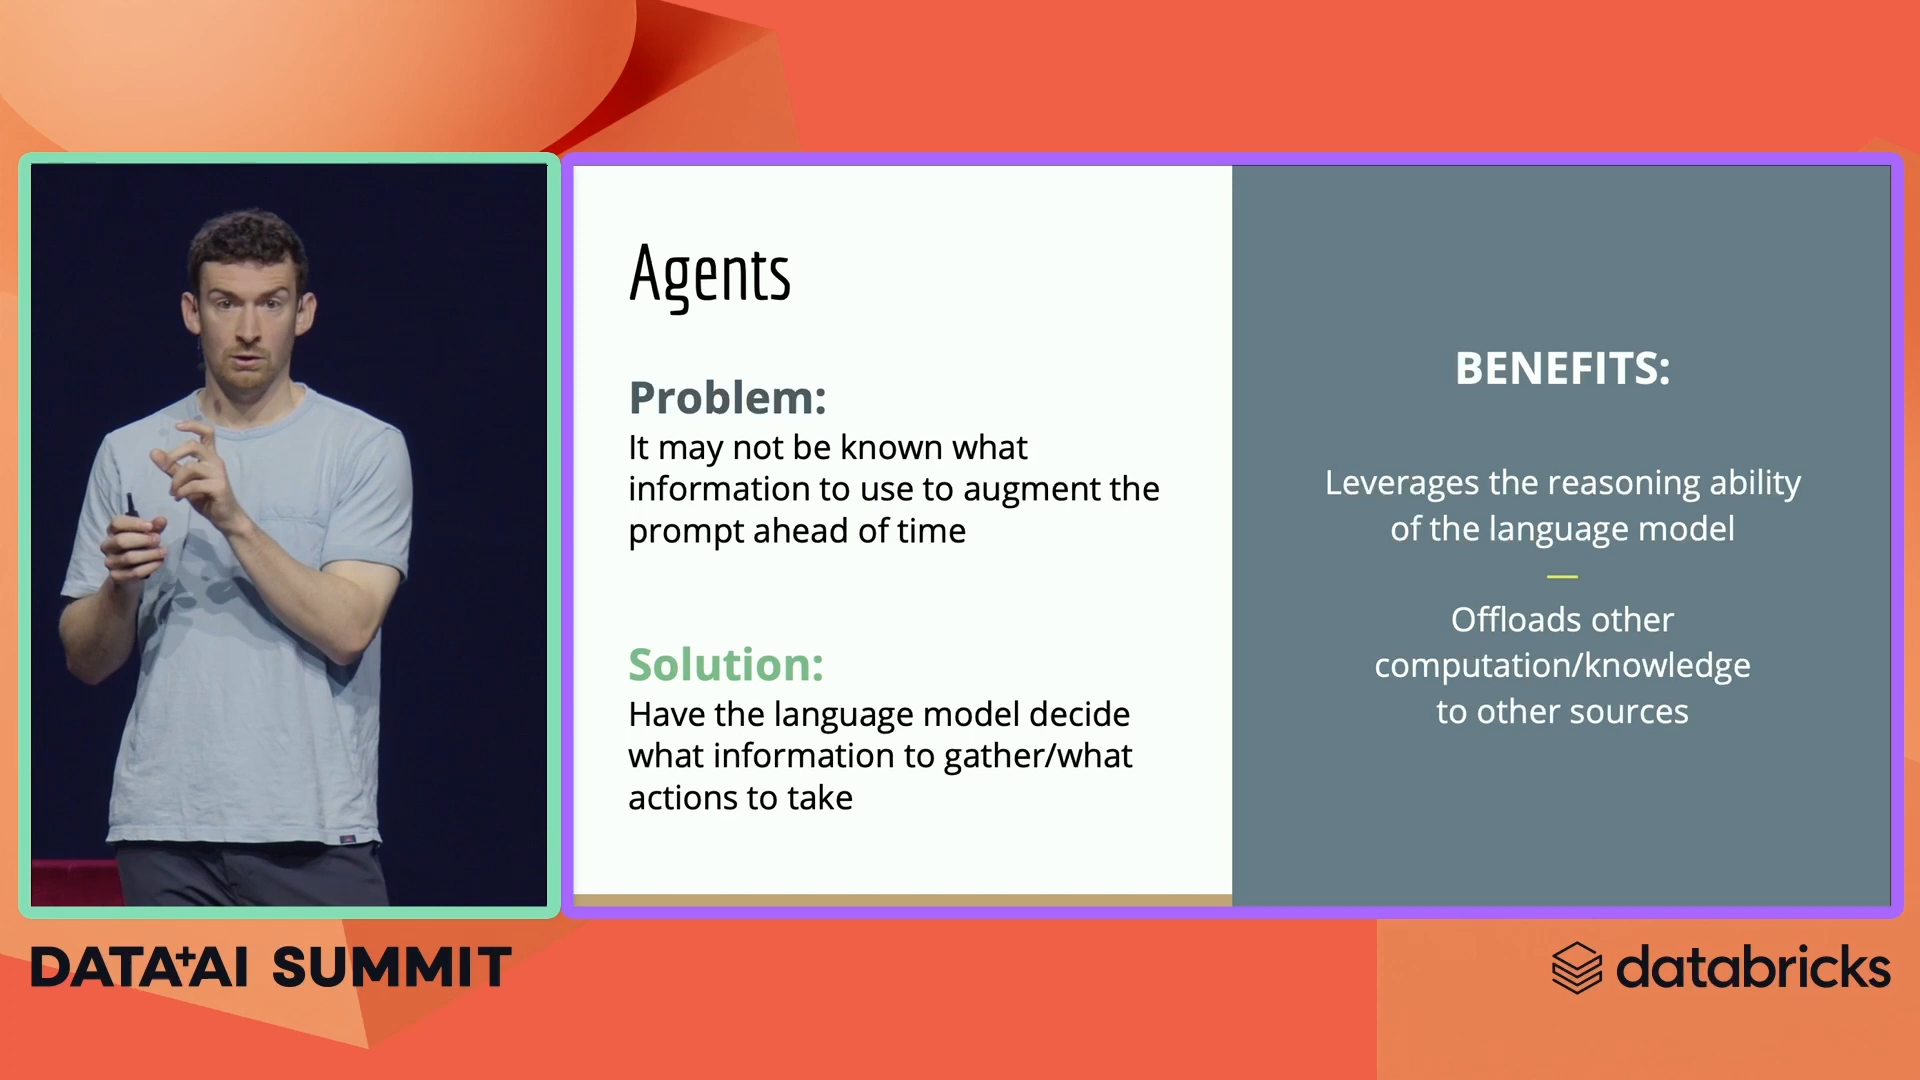 Agents
Problem:
It may not be known what
information to use to augment the
prompt ahead of time
Solution:
Have the language model decide
what information to gather/what
actions to take
BENEFITS:
Leverages the reasoning ability
of the language model
Offloads other
computation/knowledge
to other sources
DATA+AI SUMMIT
databricks